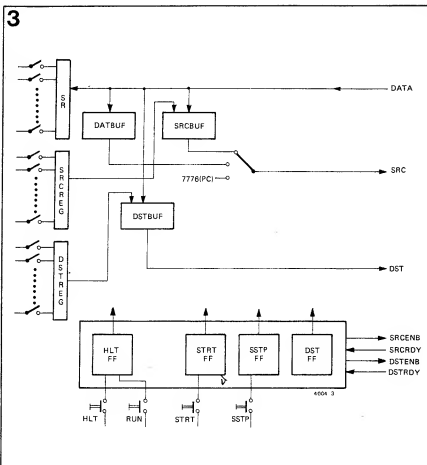 3
SR
DATA
DATBUF
SRCBUF
SRCREG
SRC
7776(PC)
DSTBUF
DSTREG
DST
HLT FF
STRT FF
SSTP FF
DST FF
SRCENB
SRCRDY
DSTENB
DSTRDY
4004 3
HLT
RUN
STRT
SSTP